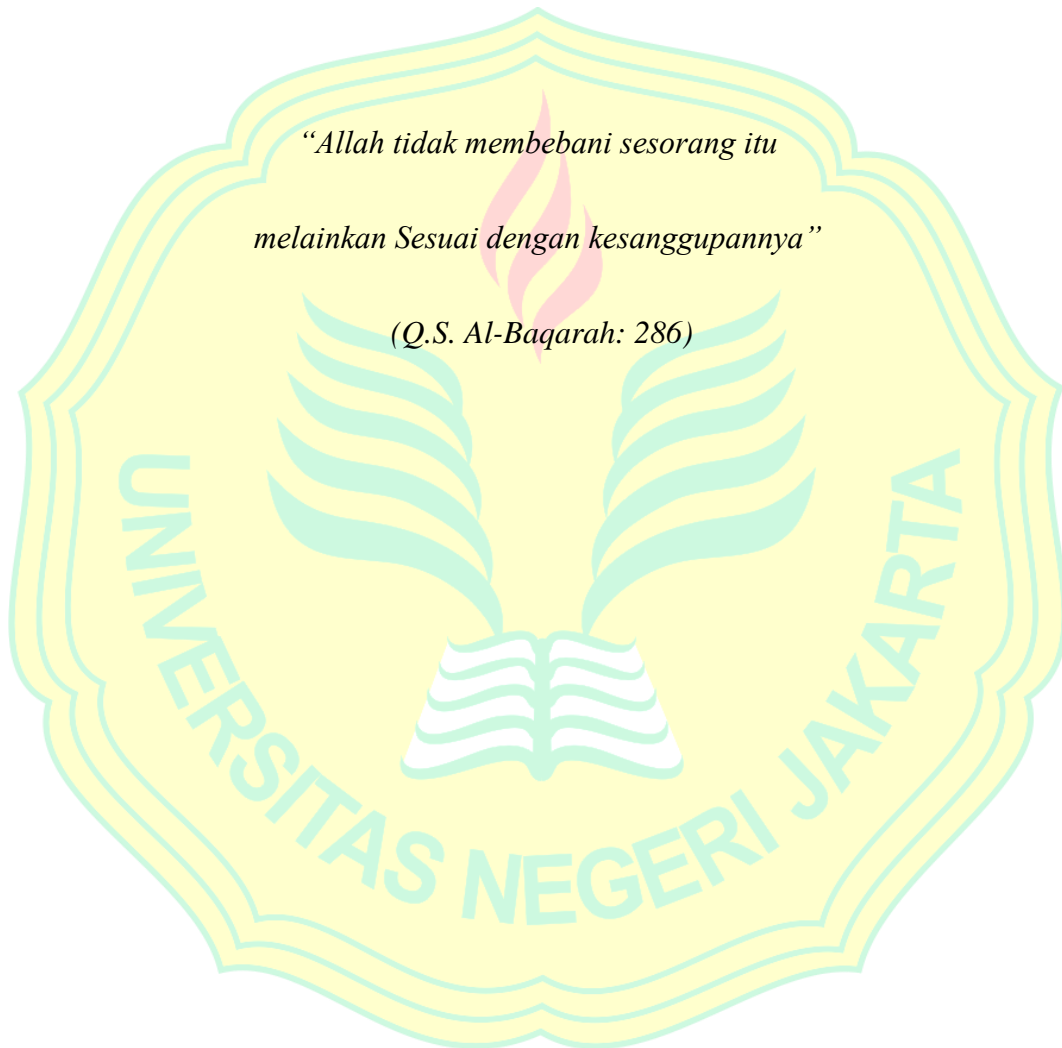 “Allah tidak membebani sesorang itu
melainkan Sesuai dengan kesanggupannya”
(Q.S. Al-Baqarah: 286)
UNIVERSITAS NEGERI JAKARTA